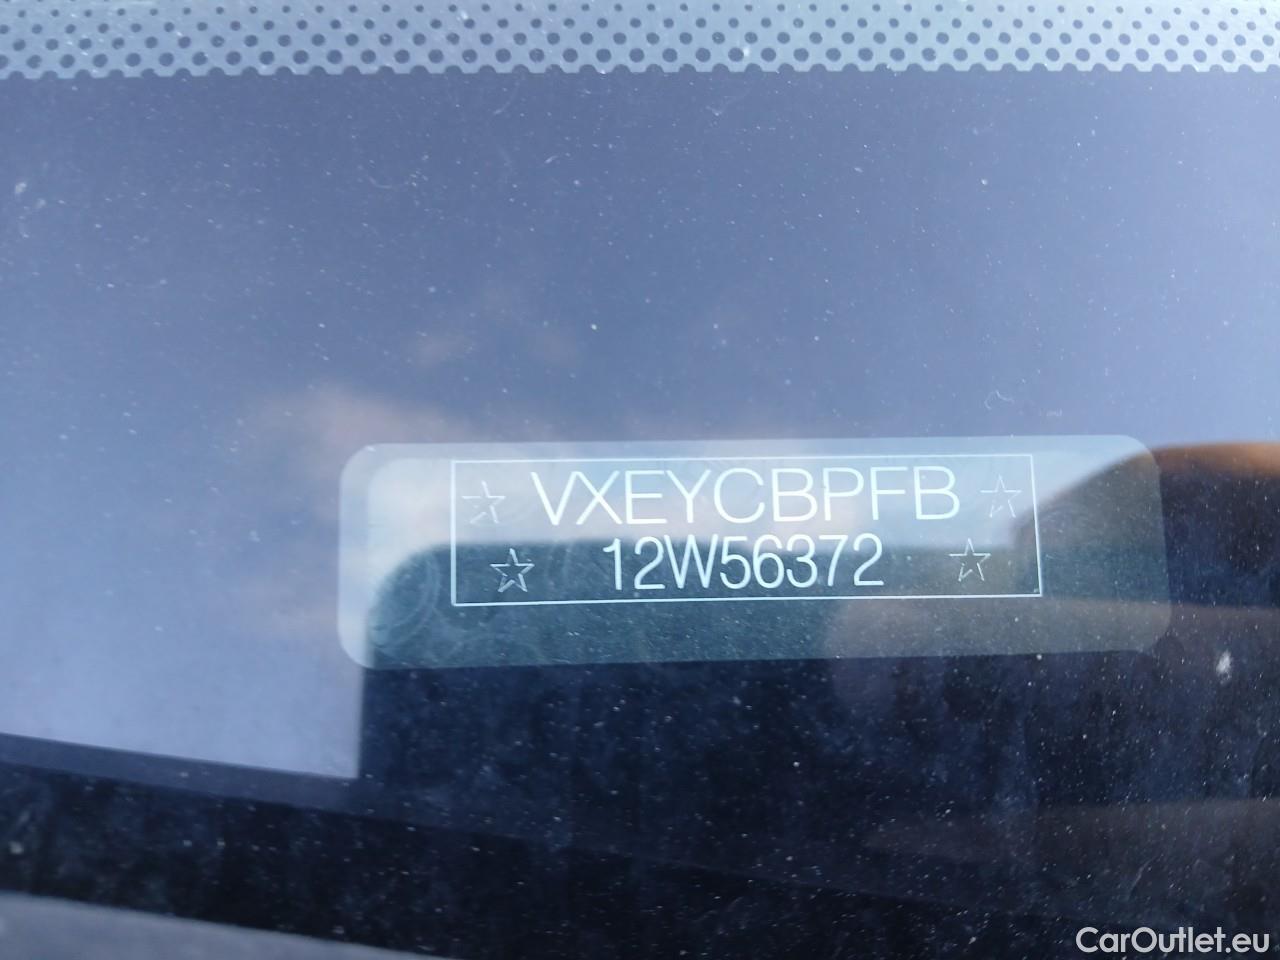 ☆ VXEYCBPFB ☆
☆ 12W56372 ☆
CarOutlet.eu